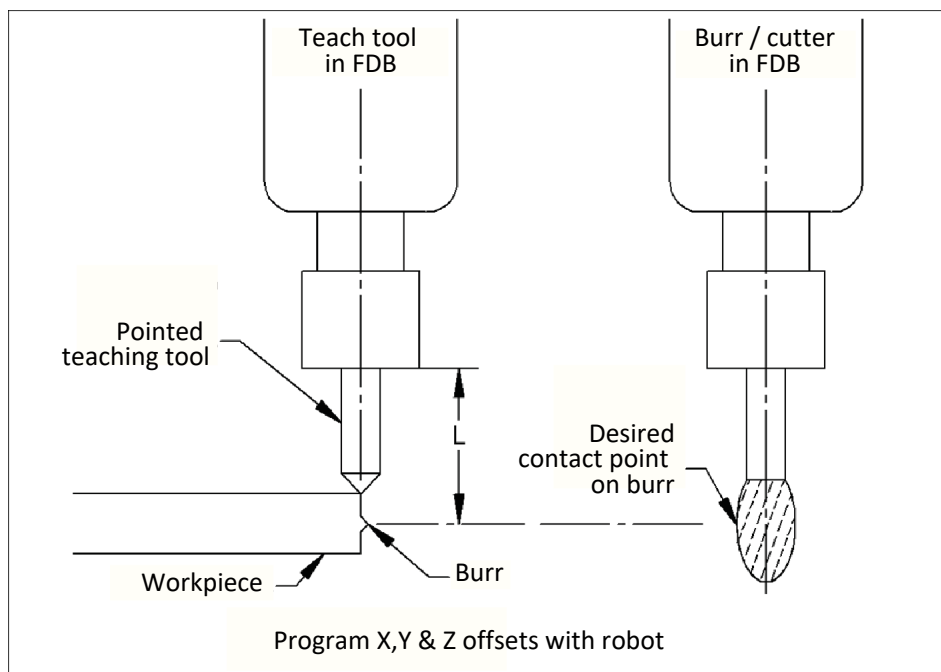 Teach tool
in FDB
Burr / cutter
in FDB
Pointed
teaching tool
L
Desired
contact point
on burr
Workpiece
Burr
Program X,Y & Z offsets with robot